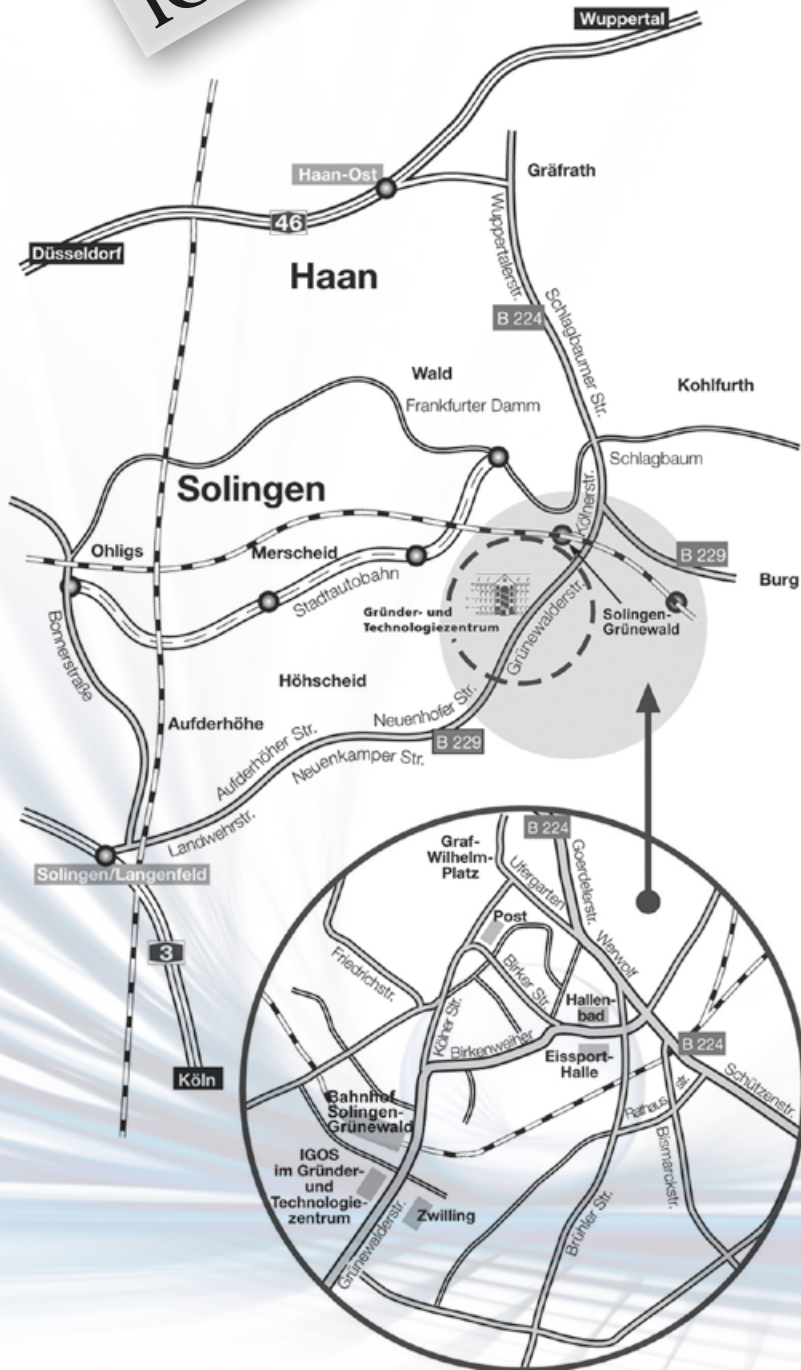 Wuppertal
Haan-Ost
Gräfrath
46
Düsseldorf
Haan
Wuppertalerstr.
B 224
Schlagbaumer Str.
Wald
Kohlfurth
Frankfurter Damm
Schlagbaum
Solingen
Kölnerstr.
Ohligs
Merscheid
B 229
Burg
Stadtautobahn
Gründer- und
Technologiezentrum
Grünewalderstr.
Solingen-
Grünewald
Bonnerstraße
Höhscheid
Aufderhöhe
Neuenhofer Str.
B 229
Aufderhöher Str.
Neuenkamper Str.
Landwehrstr.
Solingen/Langenfeld
3
Köln
B 224
Graf-
Wilhelm-
Platz
Ufergarten
Goerdelerstr.
Post
Werwolf
Friedrichstr.
Birker Str.
Hallen-
bad
Kölner Str.
Birkenweiher
Eissport-
Halle
B 224
Schützenstr.
Bahnhof
Solingen-
Grünewald
Rathaus
str.
Bismarckstr.
IGOS
im Gründer-
und
Technologie-
zentrum
Zwilling
Grünewalderstr.
Brühler Str.